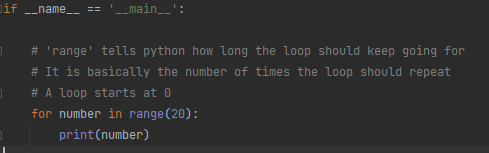 if __name__ == '__main__':
# 'range' tells python how long the loop should keep going for
# It is basically the number of times the loop should repeat
# A loop starts at 0
for number in range(20):
print(number)